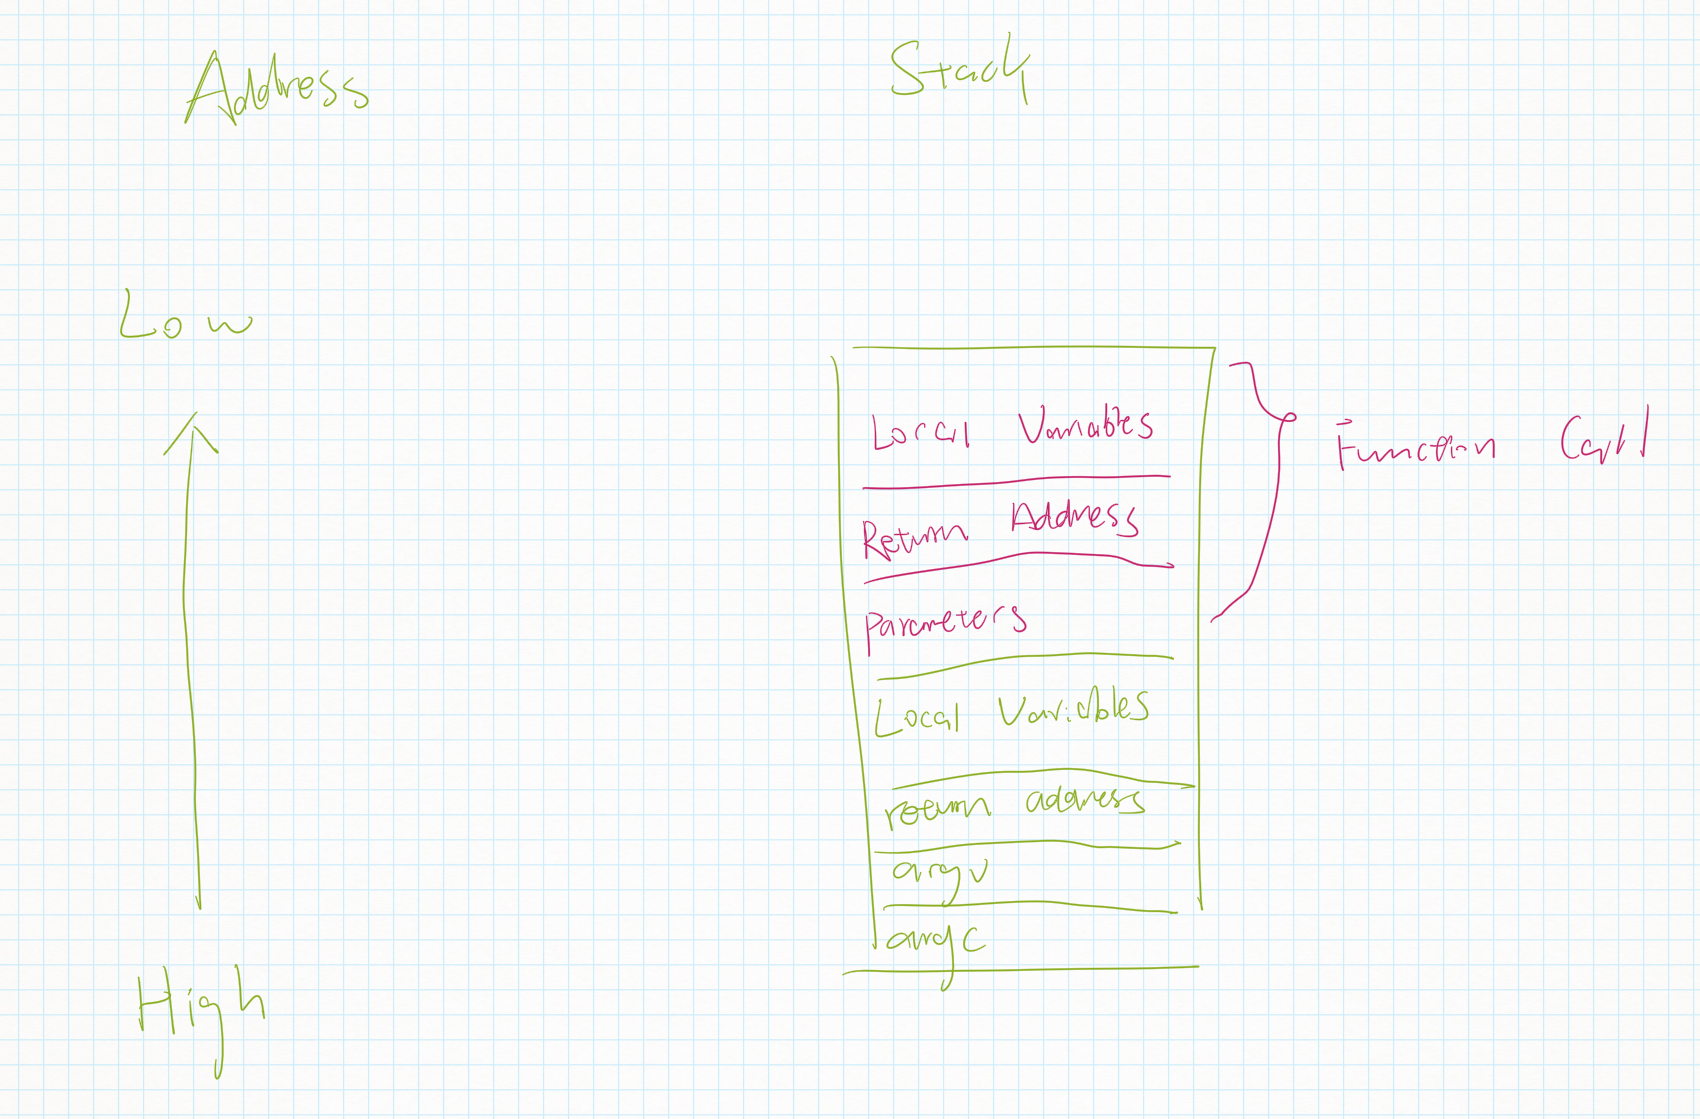 Address
Stack
Low
Local Variables
Function Call
Return Address
Parameters
Local Variables
return address
argv
argc
High